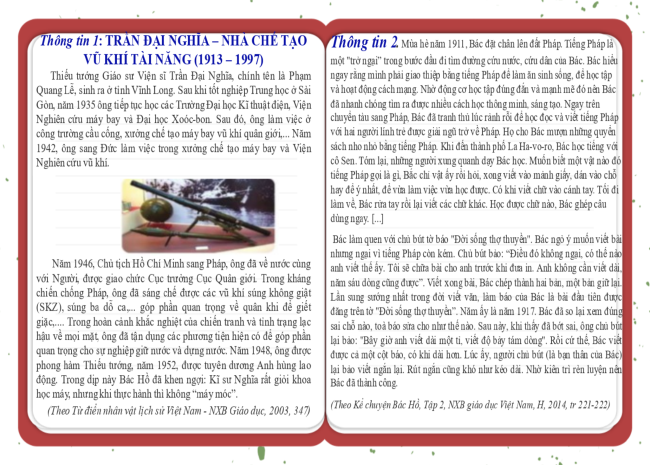 Thông tin 1: TRẦN ĐẠI NGHĨA – NHÀ CHẾ TẠO
VŨ KHÍ TÀI NĂNG (1913 – 1997)
Thiếu tướng Giáo sư Viện sĩ Trần Đại Nghĩa, chính tên là Phạm
Quang Lễ, sinh ra ở tỉnh Vĩnh Long. Sau khi tốt nghiệp Trung học ở Sài
Gòn, năm 1935 ông tiếp tục học các Trường Đại học Kĩ thuật điện, Viện
Nghiên cứu máy bay và Đại học Xoóc-bon. Sau đó, ông làm việc ở
công trường cầu cống, xưởng chế tạo máy bay vũ khí quân giới,... Năm
1942, ông sang Đức làm việc trong xưởng chế tạo máy bay và Viện
Nghiên cứu vũ khí.
Năm 1946, Chủ tịch Hồ Chí Minh sang Pháp, ông đã về nước cùng
với Người, được giao chức Cục trưởng Cục Quân giới. Trong kháng
chiến chống Pháp, ông đã sáng chế được các vũ khí súng không giật
(SKZ), súng ba dô ca,... góp phần quan trọng về quân khí để giết
giặc,.... Trong hoàn cảnh khắc nghiệt của chiến tranh và tình trạng lạc
hậu về mọi mặt, ông đã tận dụng các phương tiện hiện có để góp phần
quan trọng cho sự nghiệp giữ nước và dựng nước. Năm 1948, ông được
phong hàm Thiếu tướng, năm 1952, được tuyên dương Anh hùng lao
động. Trong dịp này Bác Hồ đã khen ngợi: Kĩ sư Nghĩa rất giỏi khoa
học máy, nhưng khi thực hành thì không “máy móc”.
(Theo Từ điển nhân vật lịch sử Việt Nam - NXB Giáo dục, 2003, 347)
Thông tin 2. Mùa hè năm 1911, Bác đặt chân lên đất Pháp. Tiếng Pháp là
một "trở ngại" trong bước đầu đi tìm đường cứu nước, cứu dân của Bác. Bác hiểu
ngay rằng mình phải giao thiệp bằng tiếng Pháp để làm ăn sinh sống, để học tập
và hoạt động cách mạng. Nhờ động cơ học tập đúng đắn và mạnh mẽ đó nên Bác
đã nhanh chóng tìm ra được nhiều cách học thông minh, sáng tạo. Ngay trên
chuyến tàu sang Pháp, Bác đã tranh thủ lúc rảnh rỗi để học đọc và viết tiếng Pháp
với hai người lính trẻ được giải ngũ trở về Pháp. Họ cho Bác mượn những quyển
sách nho nhỏ bằng tiếng Pháp. Khi đến thành phố La Ha-vo-ro, Bác học tiếng với
cô Sen. Tóm lại, những người xung quanh dạy Bác học. Muốn biết một vật nào đó
tiếng Pháp gọi là gì, Bác chỉ vật ấy rồi hỏi, xong viết vào mảnh giấy, dán vào chỗ
hay để ý nhất, để vừa làm việc vừa học được. Có khi viết chữ vào cánh tay. Tối đi
làm về, Bác rửa tay rồi lại viết các chữ khác. Học được chữ nào, Bác ghép câu
dùng ngay. [...]
Bác làm quen với chủ bút tờ báo "Đời sống thợ thuyền". Bác ngỏ ý muốn viết bài
nhưng ngại vì tiếng Pháp còn kém. Chủ bút bảo: “Điều đó không ngại, có thế nào
anh viết thế ấy. Tôi sẽ chữa bài cho anh trước khi đưa in. Anh không cần viết dài,
năm sáu dòng cũng được”. Viết xong bài, Bác chép thành hai bản, một bản giữ lại.
Lần sung sướng nhất trong đời viết văn, làm báo của Bác là bài đầu tiên được
đăng trên tờ "Đời sống thợ thuyền". Năm ấy là năm 1917. Bác đã so lại xem đúng
sai chỗ nào, toà báo sửa cho như thế nào. Sau này, khi thấy đã bớt sai, ông chủ bút
lại bảo: "Bây giờ anh viết dài một tí, viết độ bảy tám dòng". Rồi cứ thế, Bác viết
được cả một cột báo, có khi dài hơn. Lúc ấy, người chủ bút (là bạn thân của Bác)
lại bảo viết ngắn lại. Rút ngắn cũng khó như kéo dài. Nhờ kiên trì rèn luyện nên
Bác đã thành công.
(Theo Kể chuyện Bác Hồ, Tập 2, NXB giáo dục Việt Nam, H, 2014, tr 221-222)